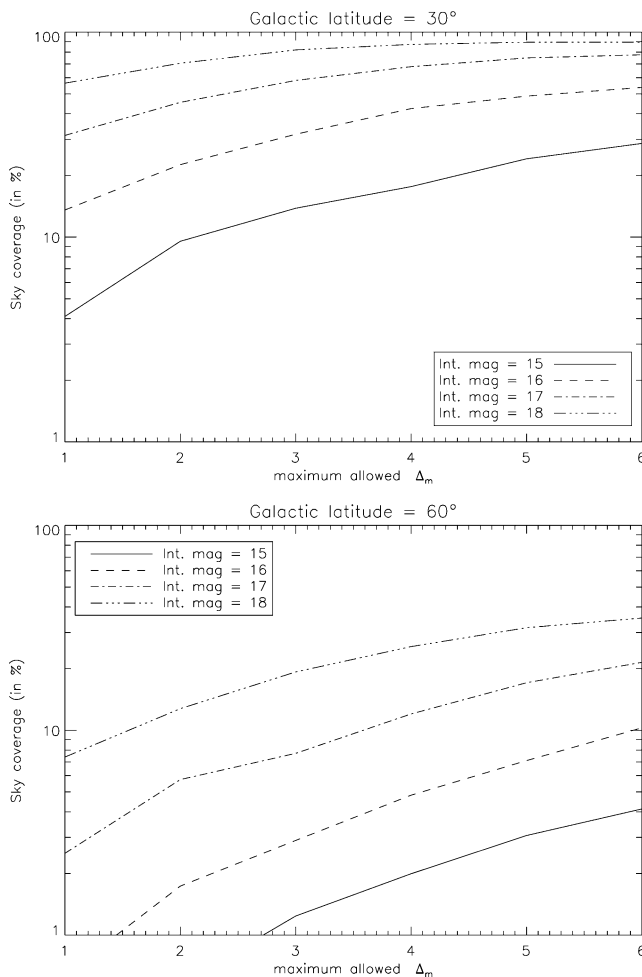 Galactic latitude = 30°
100
10
1
Sky coverage (in %)
Int. mag = 15
Int. mag = 16
Int. mag = 17
Int. mag = 18
1 2 3 4 5 6
maximum allowed Δm
Galactic latitude = 60°
100
10
1
Sky coverage (in %)
Int. mag = 15
Int. mag = 16
Int. mag = 17
Int. mag = 18
1 2 3 4 5 6
maximum allowed Δm